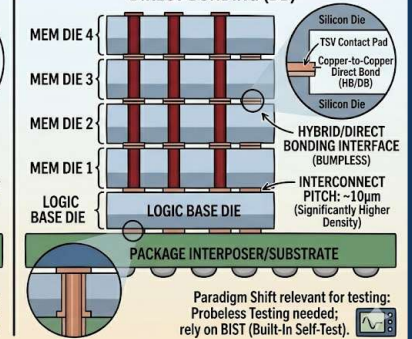 MEM DIE 4
MEM DIE 3
MEM DIE 2
MEM DIE 1
LOGIC
BASE DIE
LOGIC BASE DIE
PACKAGE INTERPOSER/SUBSTRATE
Silicon Die
TSV Contact Pad
Copper-to-Copper
Direct Bond
(HB/DB)
Silicon Die
HYBRID/DIRECT
BONDING INTERFACE
(BUMPLESS)
INTERCONNECT
PITCH: ~10µm
(Significantly Higher
Density)
Paradigm Shift relevant for testing:
Probeless Testing needed;
rely on BIST (Built-In Self-Test).